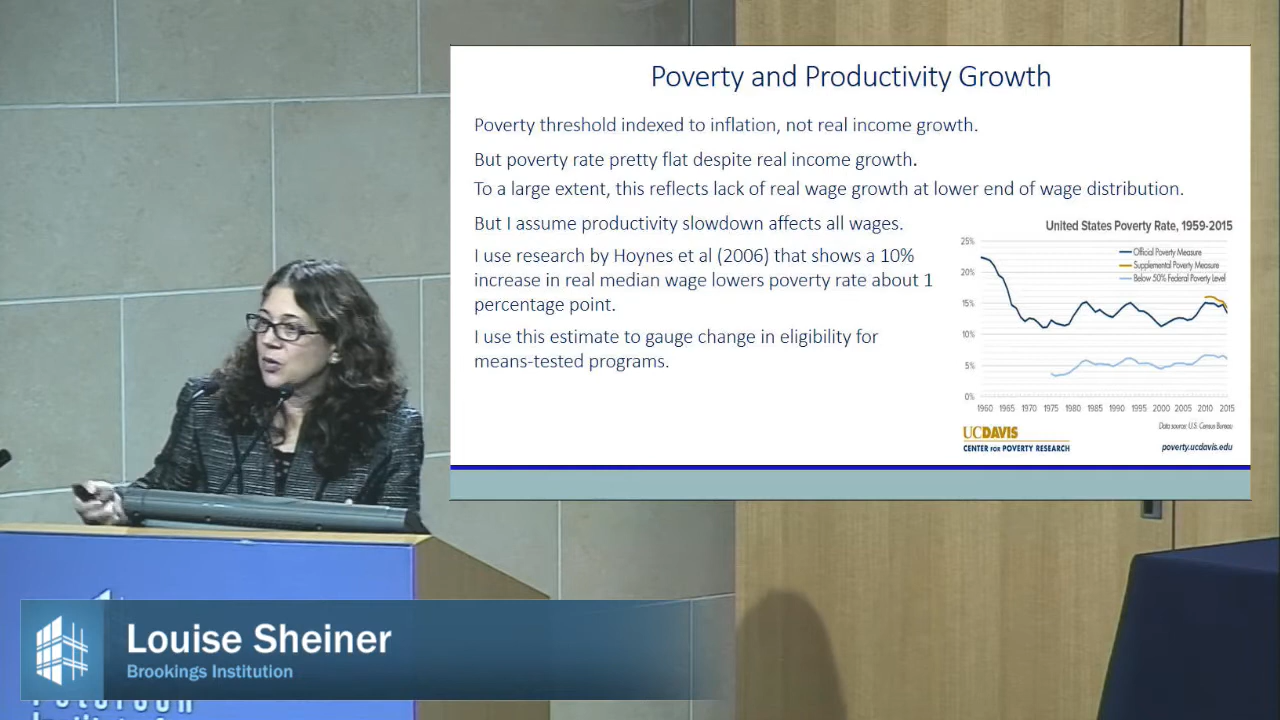 Poverty and Productivity Growth
Poverty threshold indexed to inflation, not real income growth.
But poverty rate pretty flat despite real income growth.
To a large extent, this reflects lack of real wage growth at lower end of wage distribution.
But I assume productivity slowdown affects all wages.
I use research by Hoynes et al (2006) that shows a 10%
increase in real median wage lowers poverty rate about 1
percentage point.
I use this estimate to gauge change in eligibility for
means-tested programs.
United States Poverty Rate, 1959-2015
25%
20%
15%
10%
5%
0%
Official Poverty Measure
Supplemental Poverty Measure
Below 50% Federal Poverty Level
1960 1965 1970 1975 1980 1985 1990 1995 2000 2005 2010 2015
Data source: U.S. Census Bureau
UCDAVIS
CENTER FOR POVERTY RESEARCH
poverty.ucdavis.edu
Louise Sheiner
Brookings Institution